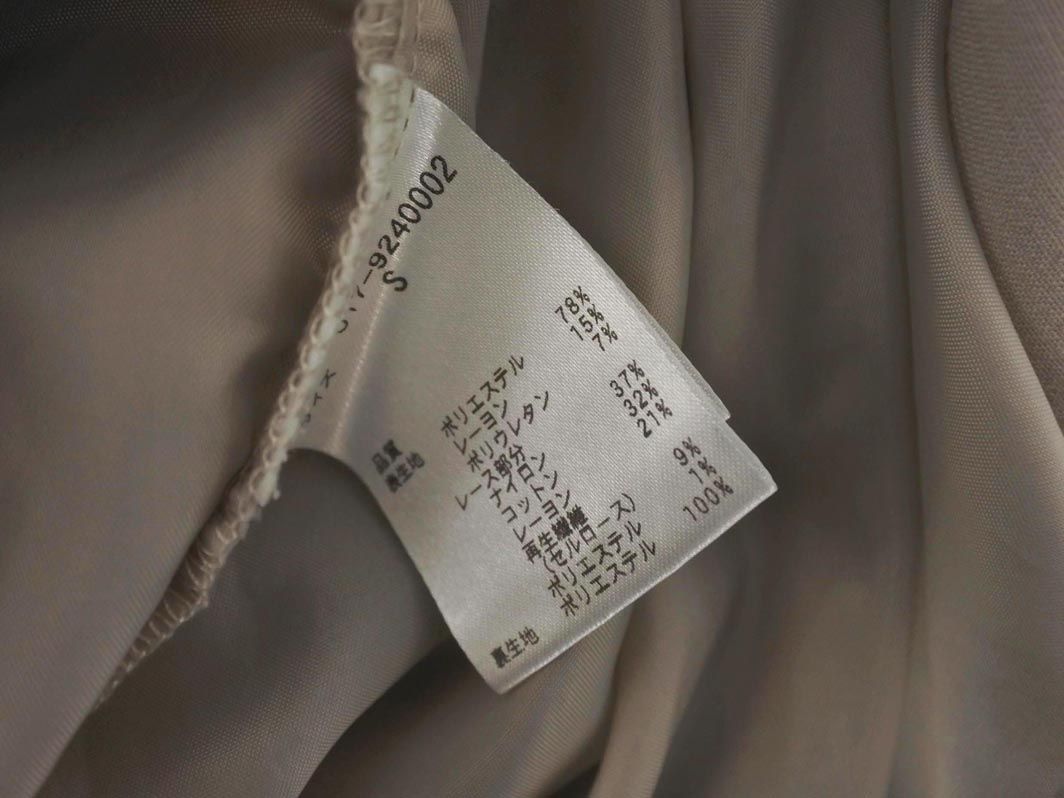 -9240002
S
品質
表生地 ポリエステル 78%
レーヨン 15%
ポリウレタン 7%
レース部分
ナイロン 37%
コットン 32%
レーヨン 21%
再生繊維
(セルロース) 9%
ポリエステル 1%
裏生地 ポリエステル 100%